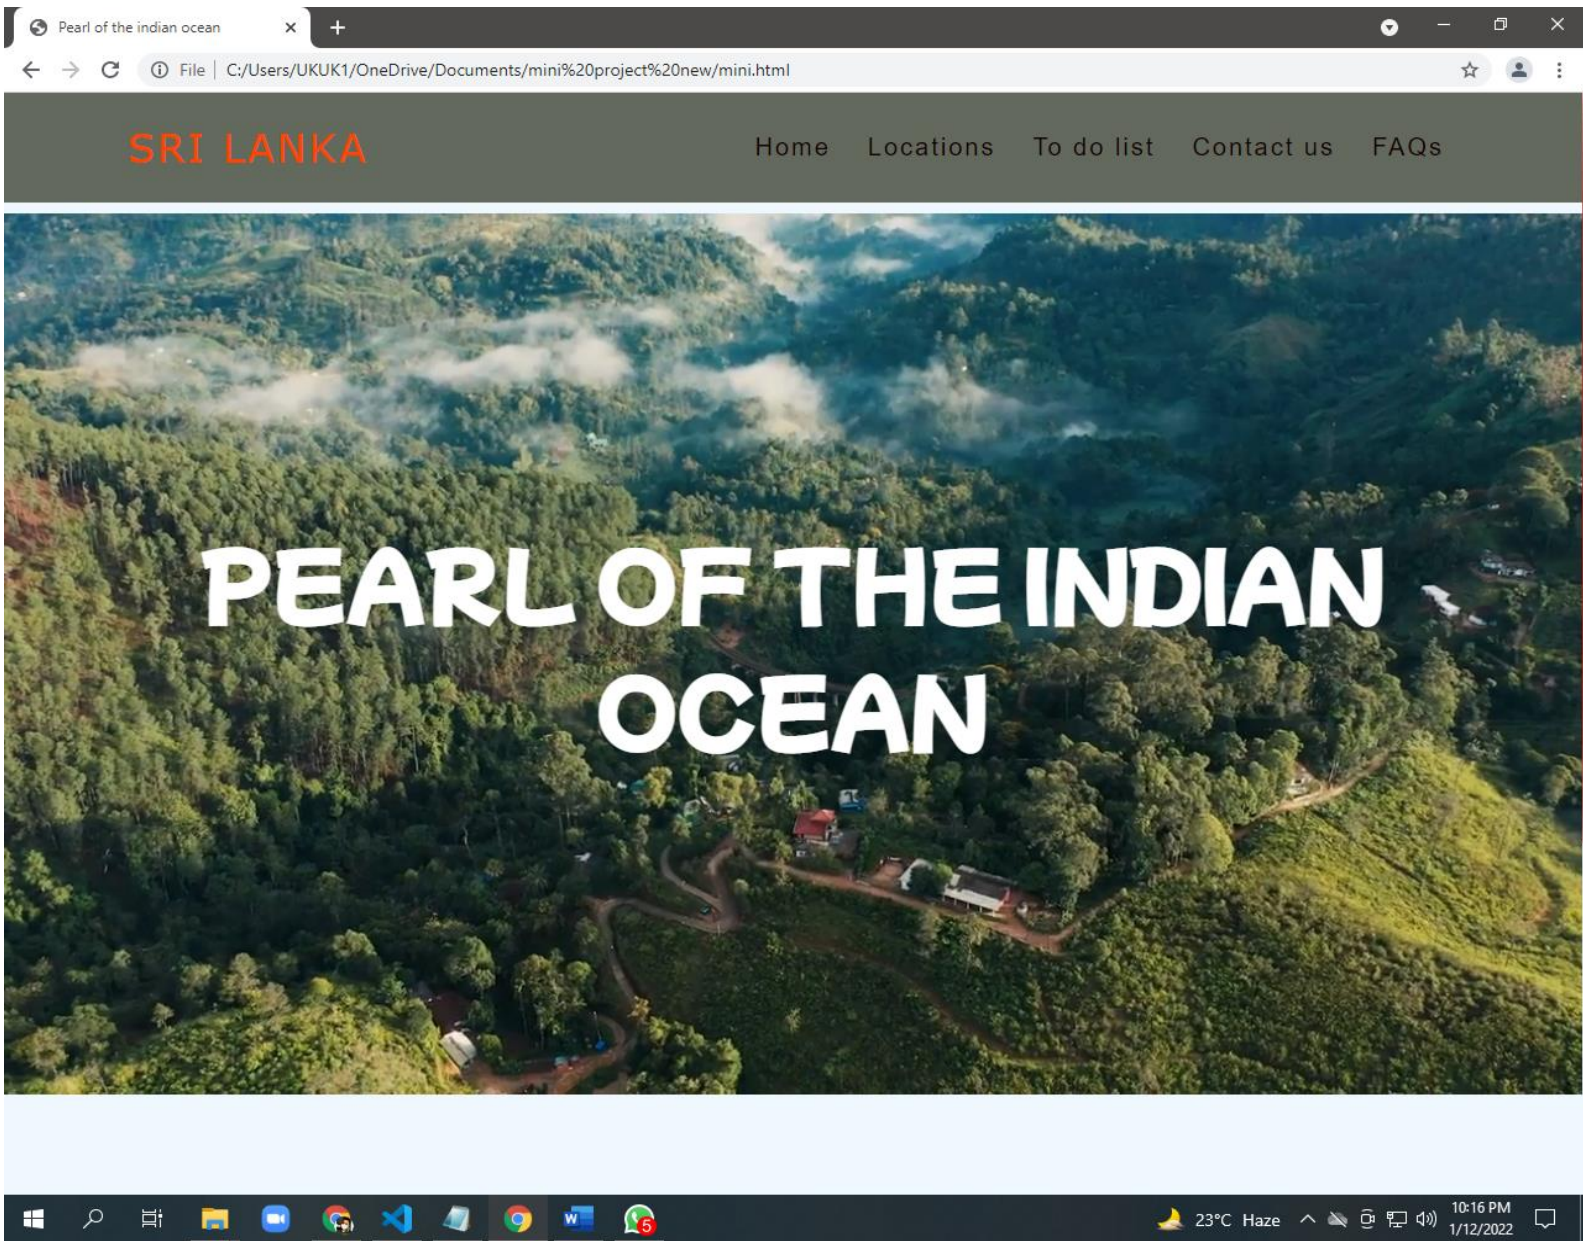 Pearl of the indian ocean
File | C:/Users/UKUK1/OneDrive/Documents/mini%20project%20new/mini.html
SRI LANKA
Home Locations To do list Contact us FAQs
PEARL OF THE INDIAN
OCEAN
W 5 23°C Haze 10:16 PM
1/12/2022